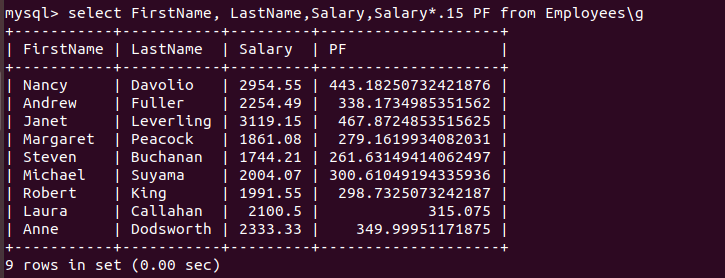 mysql> select FirstName, LastName,Salary,Salary*.15 PF from Employees\g
+-----------+-----------+---------+--------------------+
| FirstName | LastName  | Salary  | PF                 |
+-----------+-----------+---------+--------------------+
| Nancy     | Davolio   | 2954.55 | 443.18250732421876 |
| Andrew    | Fuller    | 2254.49 |  338.1734985351562 |
| Janet     | Leverling | 3119.15 |  467.8724853515625 |
| Margaret  | Peacock   | 1861.08 |  279.1619934082031 |
| Steven    | Buchanan  | 1744.21 | 261.63149414062497 |
| Michael   | Suyama    | 2004.07 | 300.61049194335936 |
| Robert    | King      | 1991.55 |  298.7325073242187 |
| Laura     | Callahan  |  2100.5 |            315.075 |
| Anne      | Dodsworth | 2333.33 |    349.99951171875 |
+-----------+-----------+---------+--------------------+
9 rows in set (0.00 sec)